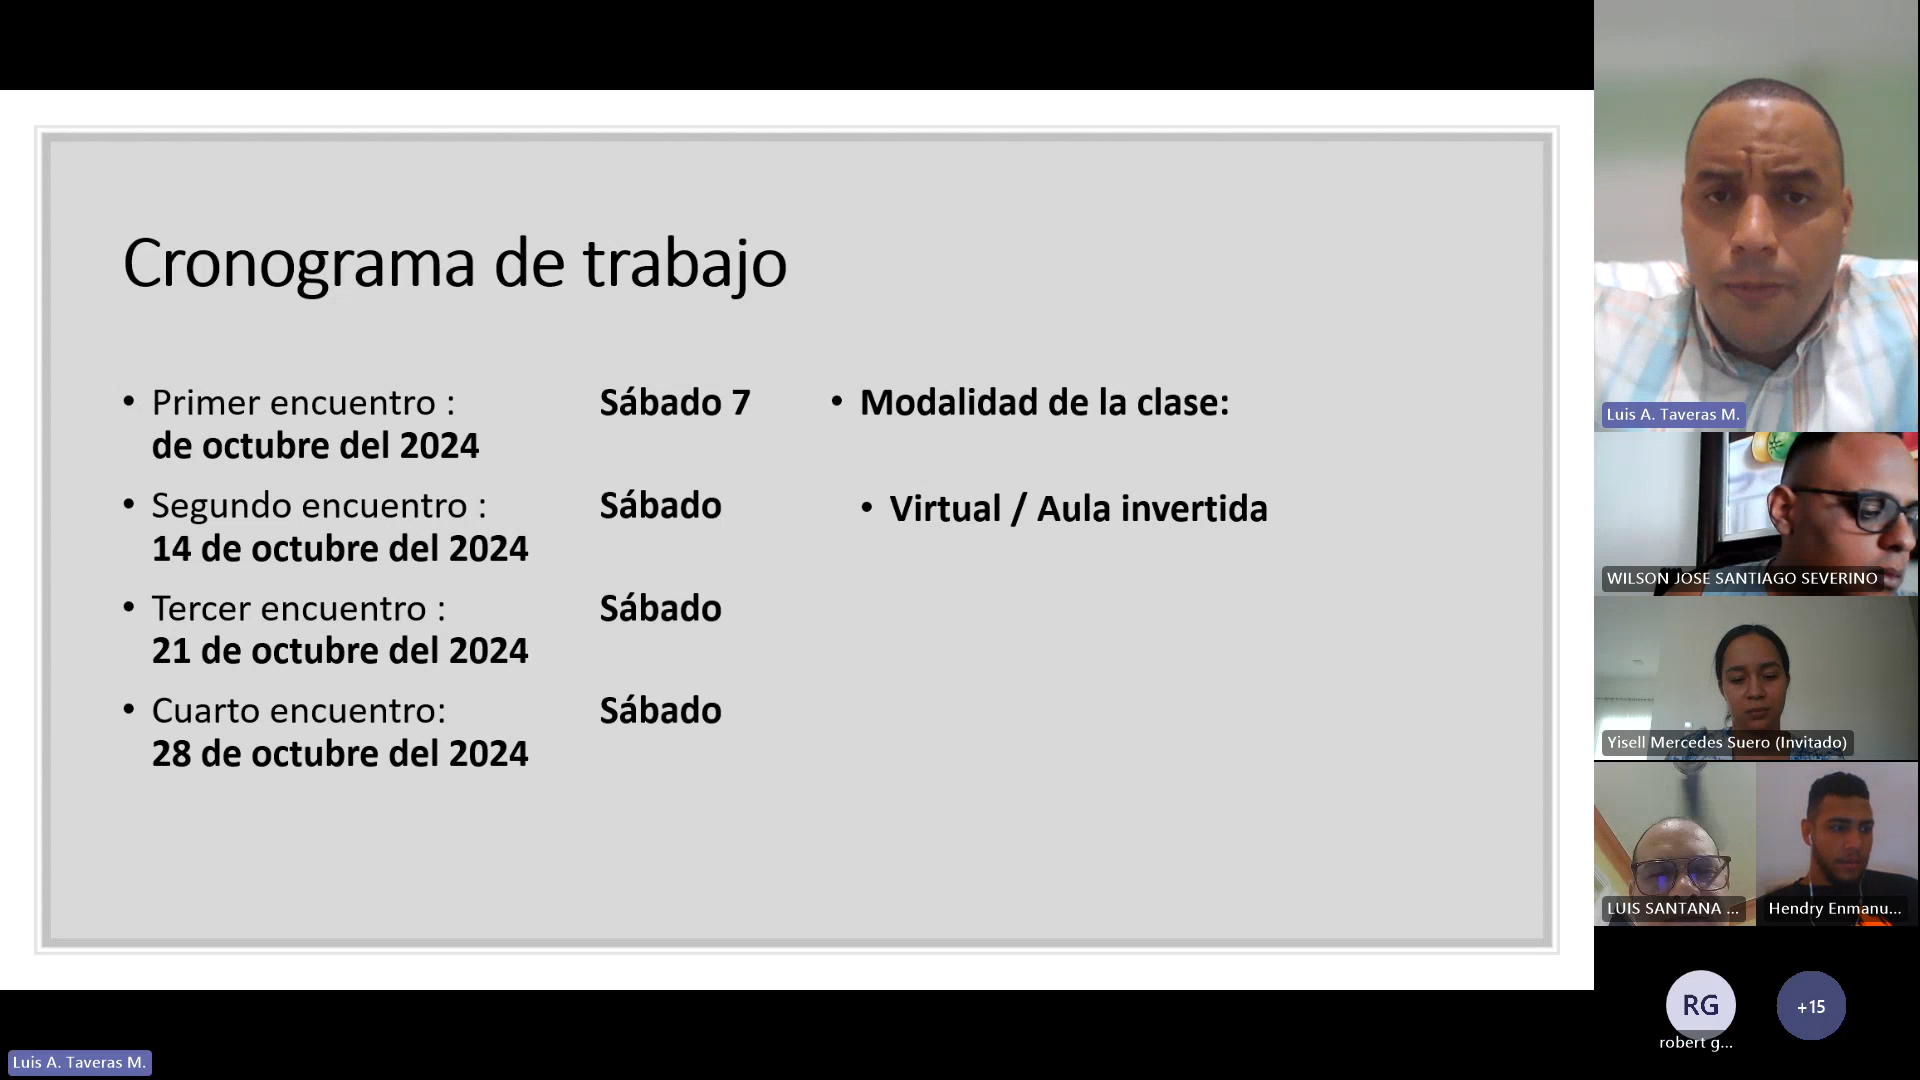 Cronograma de trabajo
• Primer encuentro : Sábado 7
de octubre del 2024
• Segundo encuentro : Sábado
14 de octubre del 2024
• Tercer encuentro : Sábado
21 de octubre del 2024
• Cuarto encuentro: Sábado
28 de octubre del 2024
• Modalidad de la clase:
• Virtual / Aula invertida
Luis A. Taveras M.
WILSON JOSE SANTIAGO SEVERINO
Yisell Mercedes Suero (Invitado)
LUIS SANTANA ...
Hendry Enmanu...
RG
robert g...
+15
Luis A. Taveras M.